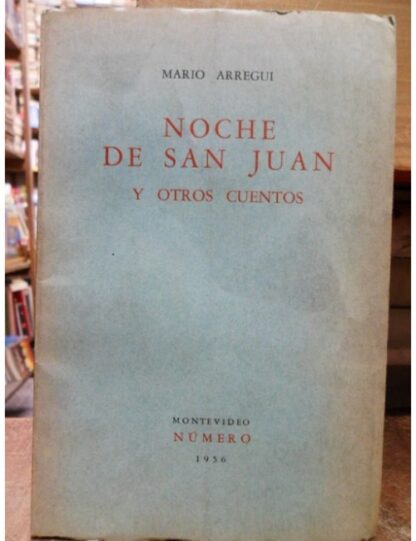 MARIO ARREGUI
NOCHE
DE SAN JUAN
Y OTROS CUENTOS
MONTEVIDEO
NÚMERO
1956